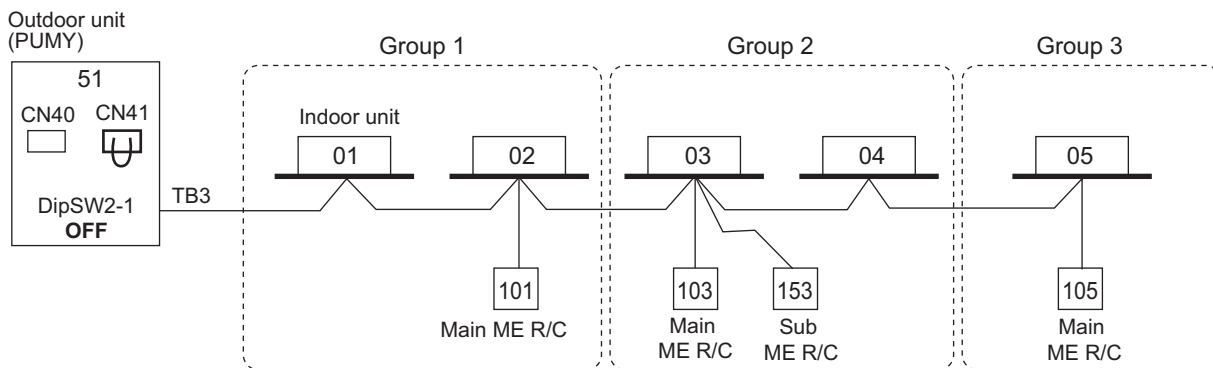 Outdoor unit
(PUMY)
51
CN40 CN41
DipSW2-1
OFF
TB3
Group 1 Group 2 Group 3
Indoor unit
01 02 03 04 05
101 103 153 105
Main ME R/C
Main
ME R/C
Sub
ME R/C
Main
ME R/C